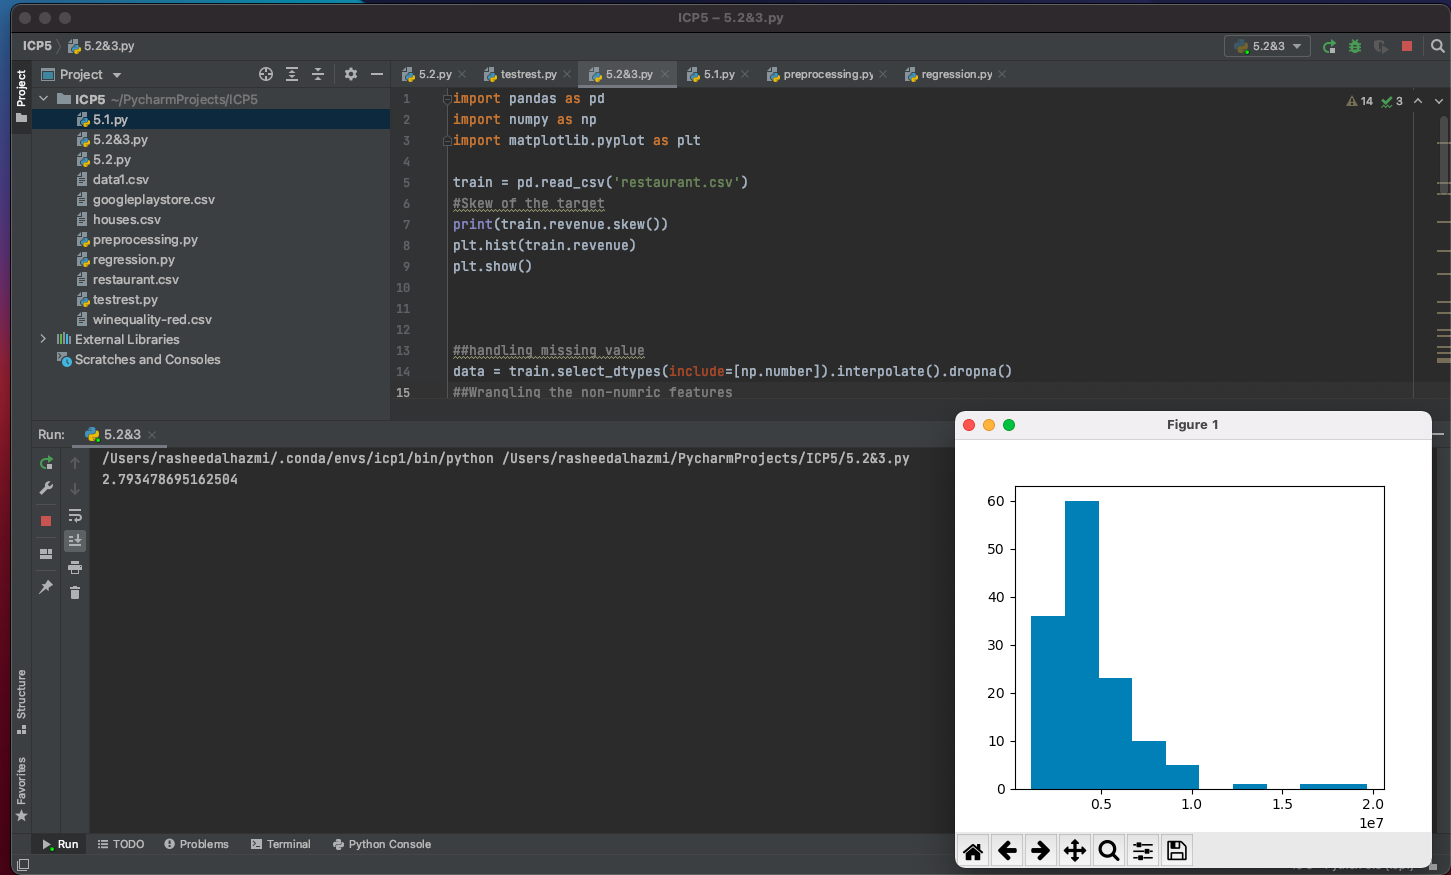 ICP5 – 5.2&3.py
ICP5 5.2&3.py
5.2&3
Project
Project
5.2.py testrest.py 5.2&3.py 5.1.py preprocessing.py regression.py
ICP5 ~/PycharmProjects/ICP5
5.1.py
5.2&3.py
5.2.py
data1.csv
googleplaystore.csv
houses.csv
preprocessing.py
regression.py
restaurant.csv
testrest.py
winequality-red.csv
External Libraries
Scratches and Consoles
14 3
1 import pandas as pd
2 import numpy as np
3 import matplotlib.pyplot as plt
4
5 train = pd.read_csv('restaurant.csv')
6 #Skew of the target
7 print(train.revenue.skew())
8 plt.hist(train.revenue)
9 plt.show()
10
11
12
13 ##handling missing value
14 data = train.select_dtypes(include=[np.number]).interpolate().dropna()
15 ##Wrangling the non-numric features
Run: 5.2&3
/Users/rasheedalhazmi/.conda/envs/icp1/bin/python /Users/rasheedalhazmi/PycharmProjects/ICP5/5.2&3.py
2.793478695162504
Structure
Favorites
Figure 1
60
50
40
30
20
10
0
0.5 1.0 1.5 2.0
1e7
Run TODO Problems Terminal Python Console